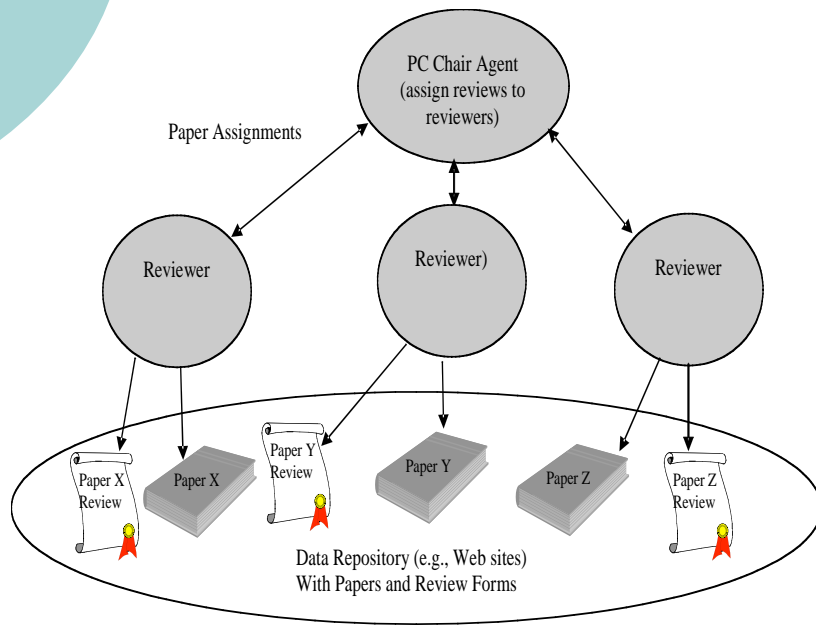 PC Chair Agent
(assign reviews to
reviewers)
Paper Assignments
Reviewer
Reviewer)
Reviewer
Paper X
Review
Paper X
Paper Y
Review
Paper Y
Paper Z
Paper Z
Review
Data Repository (e.g., Web sites)
With Papers and Review Forms